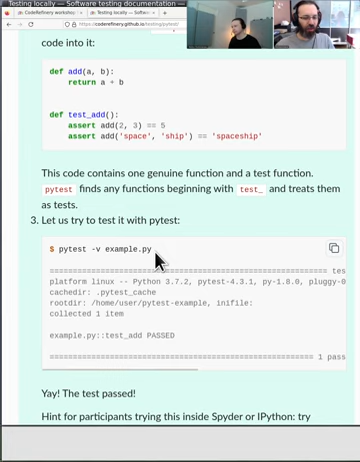 Testing locally — Software testing documentation —
CodeRefinery worksho
Testing locally — Softwar
https://coderefinery.github.io/testing/pytest/
code into it:
def add(a, b):
return a + b
def test_add():
assert add(2, 3) == 5
assert add('space', 'ship') == 'spaceship'
This code contains one genuine function and a test function.
pytest finds any functions beginning with test_ and treats them
as tests.
3. Let us try to test it with pytest:
$ pytest -v example.py
============================================================ tes
platform linux -- Python 3.7.2, pytest-4.3.1, py-1.8.0, pluggy-0
cachedir: .pytest_cache
rootdir: /home/user/pytest-example, inifile:
collected 1 item
example.py::test_add PASSED
========================================================= 1 pass
Yay! The test passed!
Hint for participants trying this inside Spyder or IPython: try